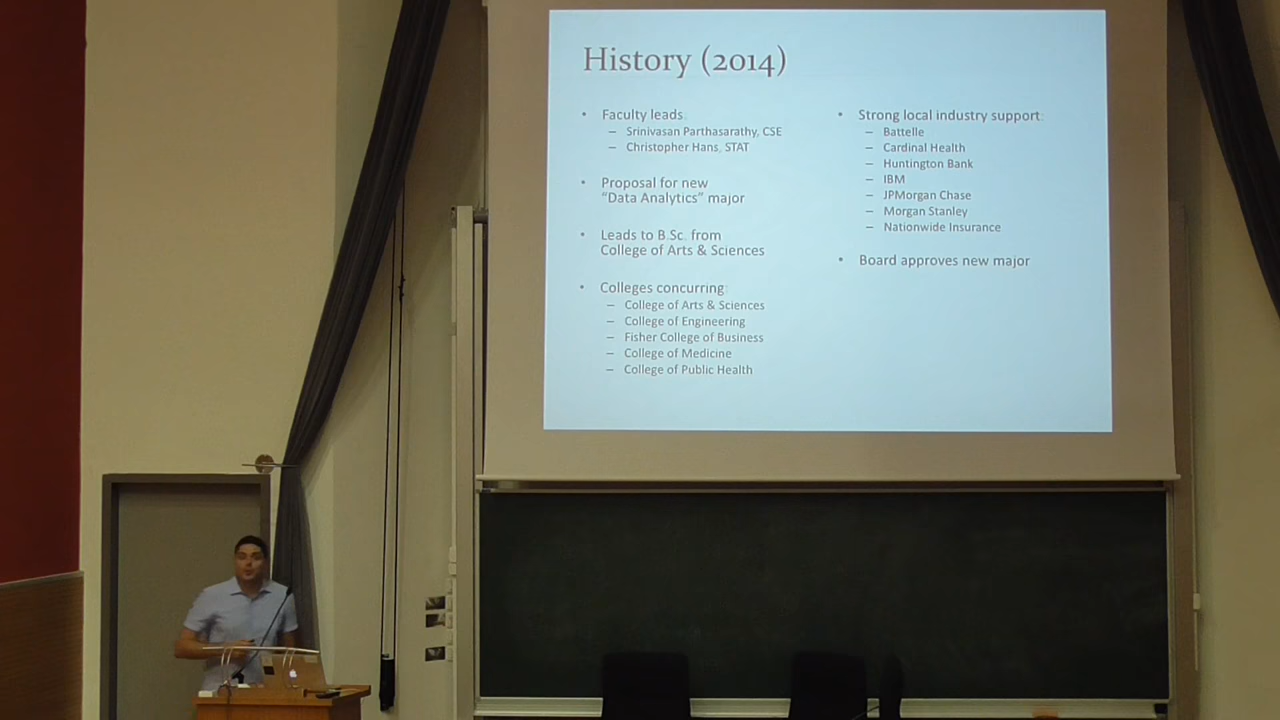 History (2014)
• Faculty leads:
– Srinivasan Parthasarathy, CSE
– Christopher Hans, STAT
• Proposal for new
“Data Analytics” major
• Leads to B.Sc. from
College of Arts & Sciences
• Colleges concurring:
– College of Arts & Sciences
– College of Engineering
– Fisher College of Business
– College of Medicine
– College of Public Health
• Strong local industry support:
– Battelle
– Cardinal Health
– Huntington Bank
– IBM
– JPMorgan Chase
– Morgan Stanley
– Nationwide Insurance
• Board approves new major